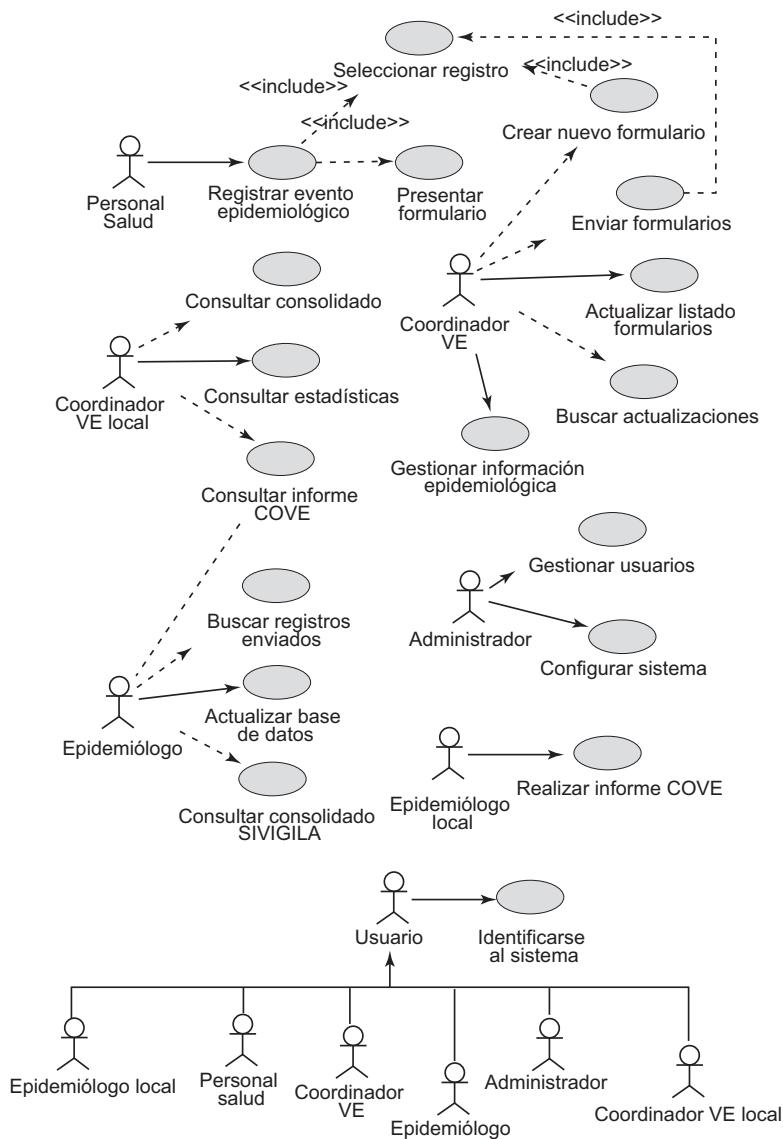 <<include>>
Seleccionar registro
<<include>>
<<include>>
<<include>>
Crear nuevo formulario
Personal
Salud
Registrar evento
epidemiológico
Presentar
formulario
Enviar formularios
Consultar consolidado
Coordinador
VE
Actualizar listado
formularios
Coordinador
VE local
Consultar estadísticas
Buscar actualizaciones
Consultar informe
COVE
Gestionar información
epidemiológica
Gestionar usuarios
Buscar registros
enviados
Administrador
Configurar sistema
Epidemiólogo
Actualizar base
de datos
Consultar consolidado
SIVIGILA
Epidemiólogo
local
Realizar informe COVE
Usuario
Identificarse
al sistema
Epidemiólogo local
Personal
salud
Coordinador
VE
Epidemiólogo
Administrador
Coordinador VE local